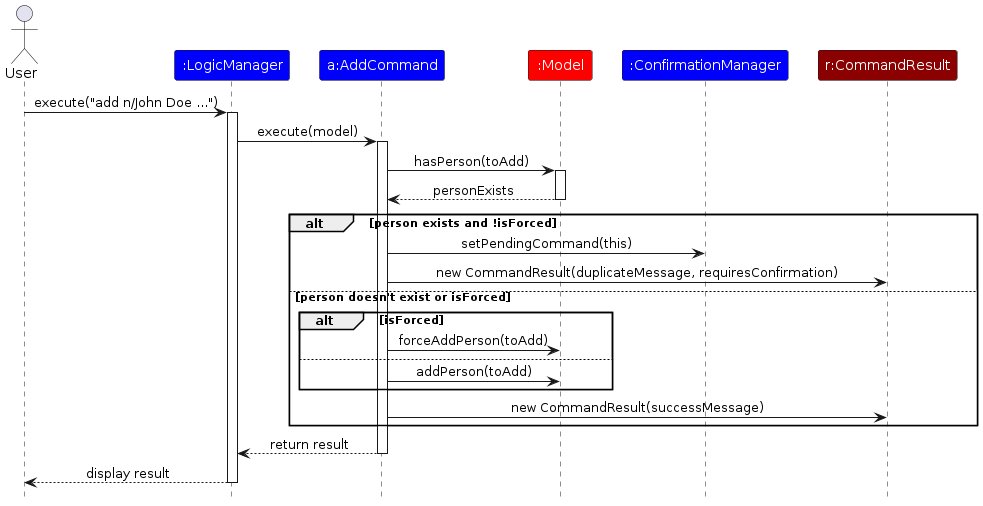 User
:LogicManager
a:AddCommand
:Model
:ConfirmationManager
r:CommandResult
execute("add n/John Doe ...")
execute(model)
hasPerson(toAdd)
personExists
alt
[person exists and !isForced]
setPendingCommand(this)
new CommandResult(duplicateMessage, requiresConfirmation)
[person doesn't exist or isForced]
alt
[isForced]
forceAddPerson(toAdd)
addPerson(toAdd)
new CommandResult(successMessage)
return result
display result